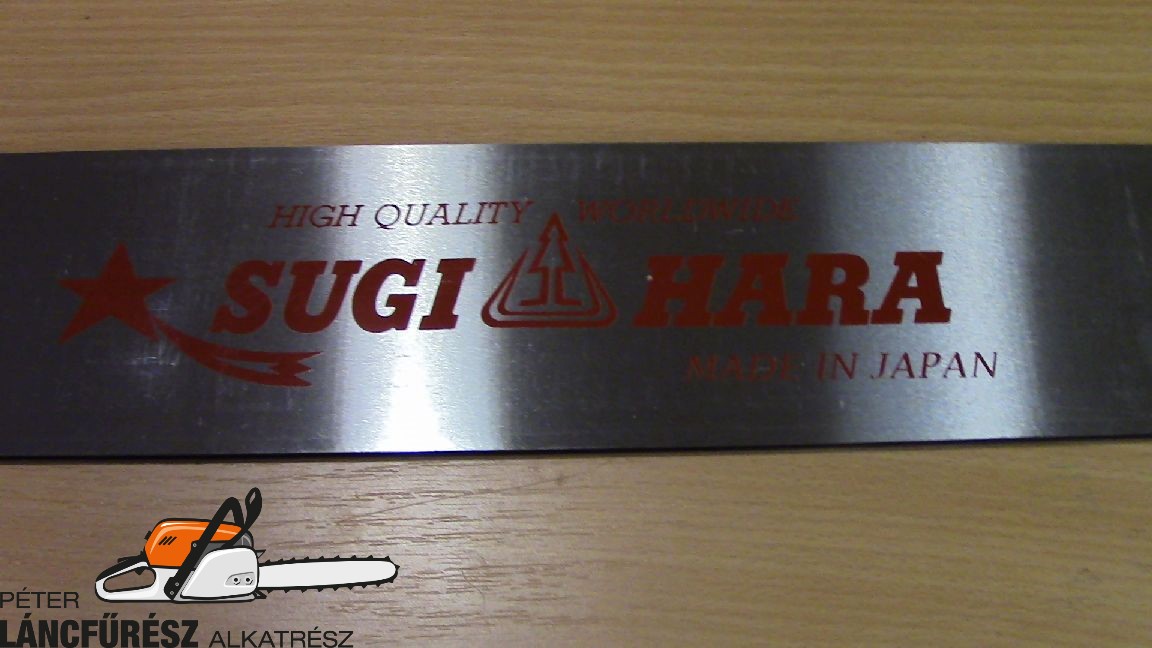 HIGH QUALITY WORLDWIDE
SUGI HARA
MADE IN JAPAN
PÉTER
LÁNCFŰRÉSZ ALKATRÉSZ